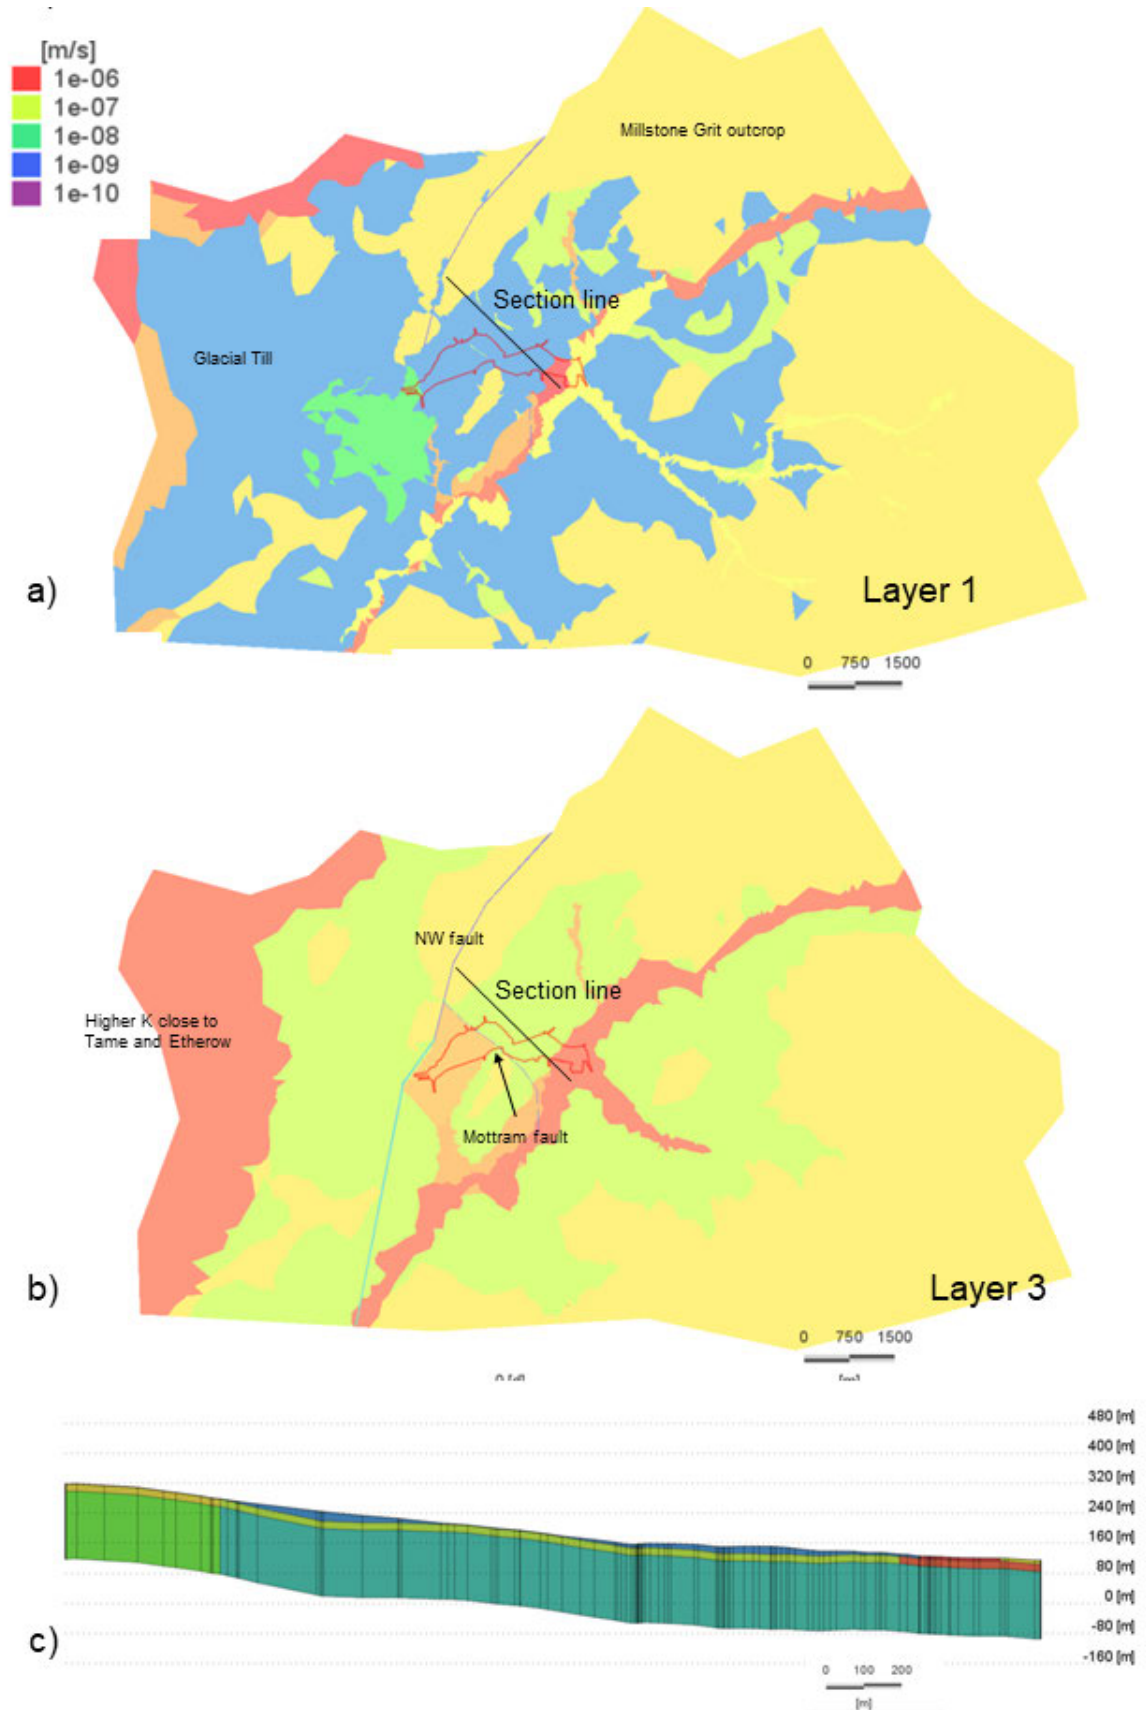 [m/s]
1e-06
1e-07
1e-08
1e-09
1e-10
Millstone Grit outcrop
Section line
Glacial Till
a)
Layer 1
0 750 1500
NW fault
Section line
Higher K close to
Tame and Etherow
Mottram fault
b)
Layer 3
0 750 1500
480 [m]
400 [m]
320 [m]
240 [m]
160 [m]
80 [m]
0 [m]
-80 [m]
-160 [m]
c)
0 100 200
[m]